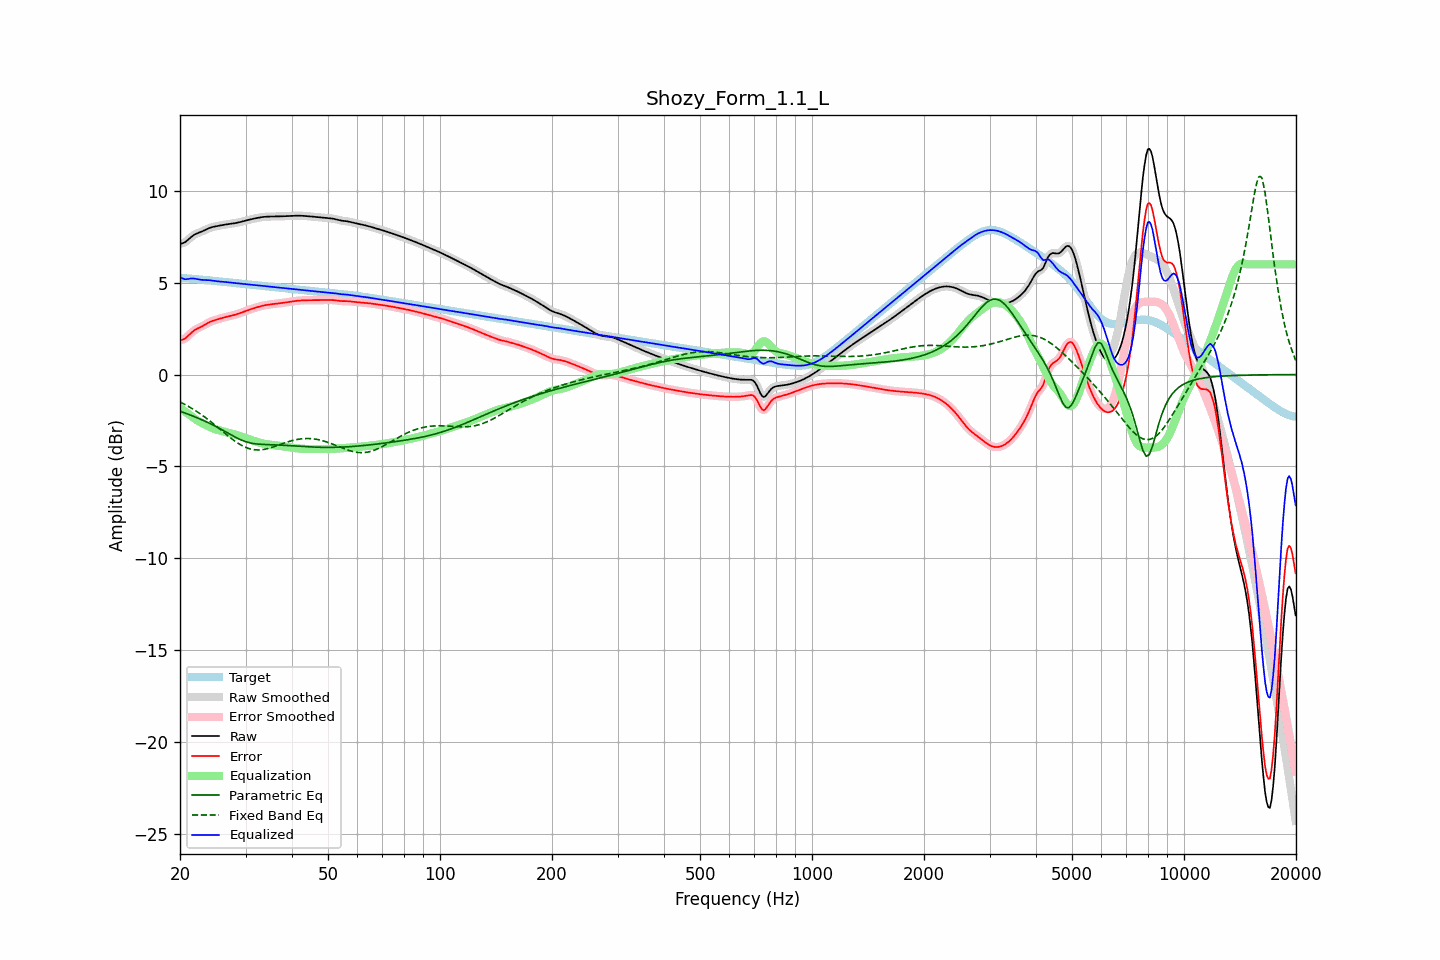 Shozy_Form_1.1_L
Amplitude (dBr)
10
5
0
−5
−10
−15
−20
−25
Target
Raw Smoothed
Error Smoothed
Raw
Error
Equalization
Parametric Eq
Fixed Band Eq
Equalized
20 50 100 200 500 1000 2000 5000 10000 20000
Frequency (Hz)